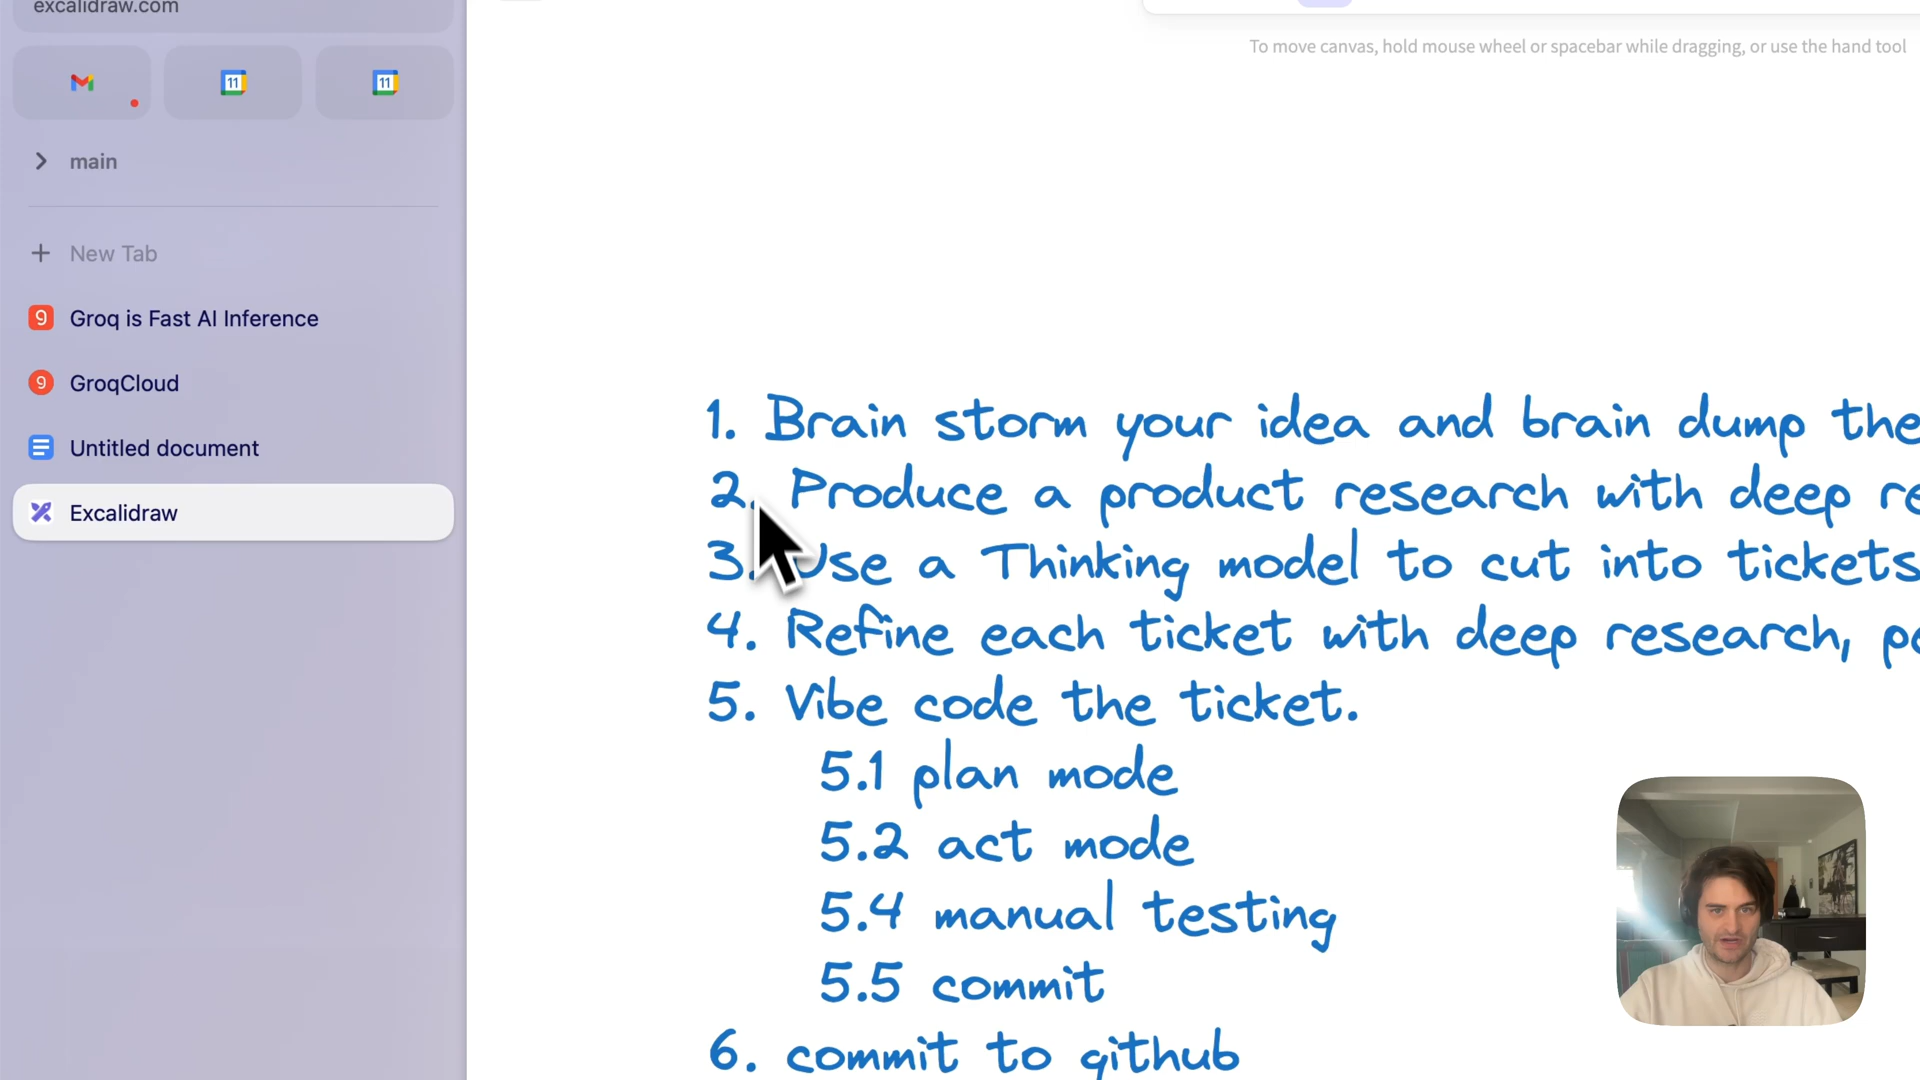 excalidraw.com
To move canvas, hold mouse wheel or spacebar while dragging, or use the hand tool
11
11
main
New Tab
Groq is Fast AI Inference
GroqCloud
Untitled document
Excalidraw
1. Brain storm your idea and brain dump the
2. Produce a product research with deep re
3. Use a Thinking model to cut into tickets
4. Refine each ticket with deep research, pe
5. Vibe code the ticket.
5.1 plan mode
5.2 act mode
5.4 manual testing
5.5 commit
6. commit to github